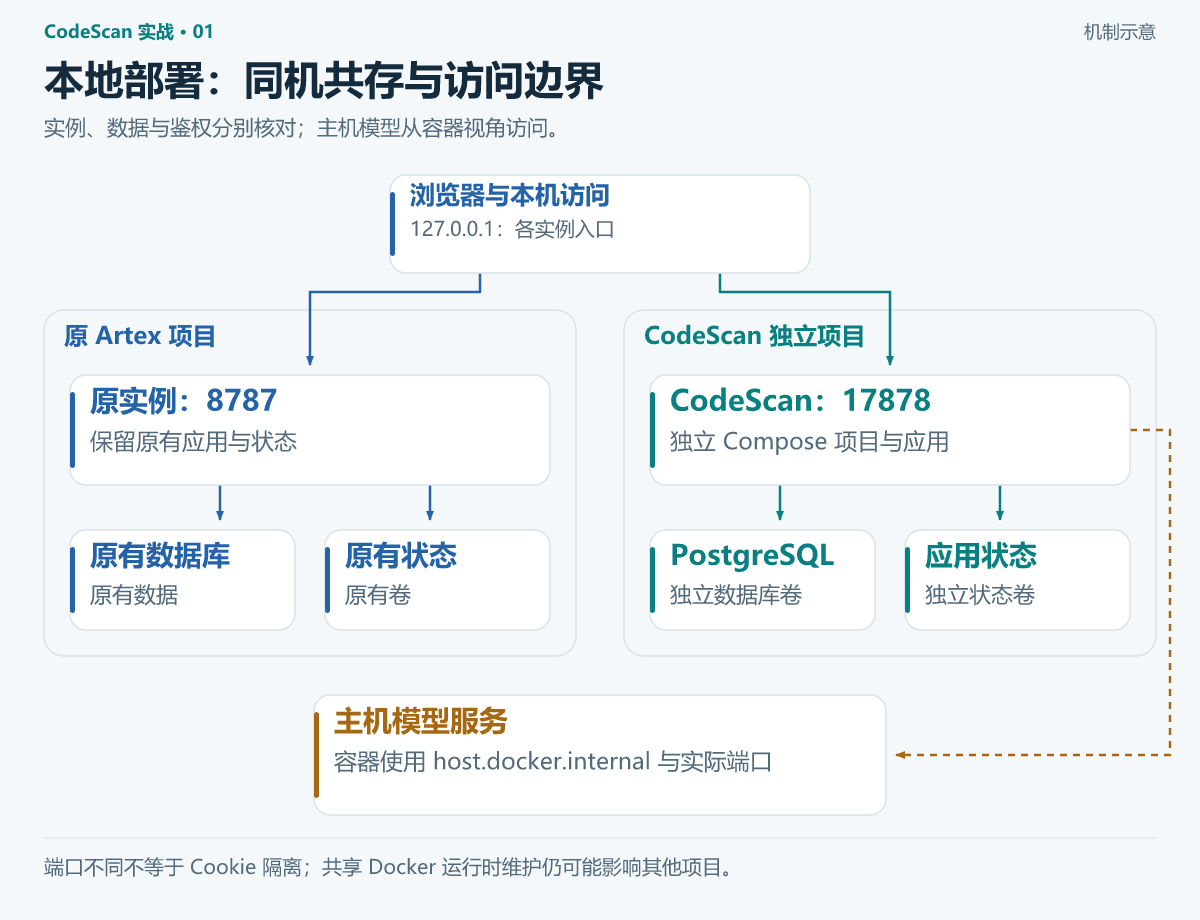 CodeScan 实战 • 01
机制示意
本地部署：同机共存与访问边界
实例、数据与鉴权分别核对；主机模型从容器视角访问。
浏览器与本机访问
127.0.0.1：各实例入口
原 Artex 项目
CodeScan 独立项目
原实例：8787
保留原有应用与状态
CodeScan：17878
独立 Compose 项目与应用
原有数据库
原有数据
原有状态
原有卷
PostgreSQL
独立数据库卷
应用状态
独立状态卷
主机模型服务
容器使用 host.docker.internal 与实际端口
端口不同不等于 Cookie 隔离；共享 Docker 运行时维护仍可能影响其他项目。